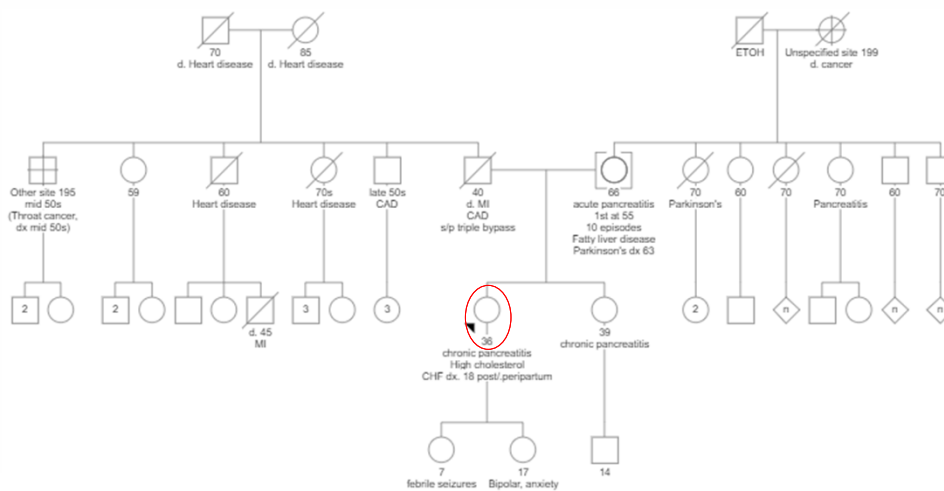 70
d. Heart disease
85
d. Heart disease
ETOH
Unspecified site 199
d. cancer
Other site 195
mid 50s
(Throat cancer,
dx mid 50s)
59
60
Heart disease
70s
Heart disease
late 50s
CAD
40
d. MI
CAD
s/p triple bypass
66
acute pancreatitis
1st at 55
10 episodes
Fatty liver disease
Parkinson's dx 63
70
Parkinson's
60
70
70
Pancreatitis
60
70
2
2
d. 45
MI
3
3
36
chronic pancreatitis
High cholesterol
CHF dx. 18 post/.peripartum
39
chronic pancreatitis
2
n
n
n
7
febrile seizures
17
Bipolar, anxiety
14